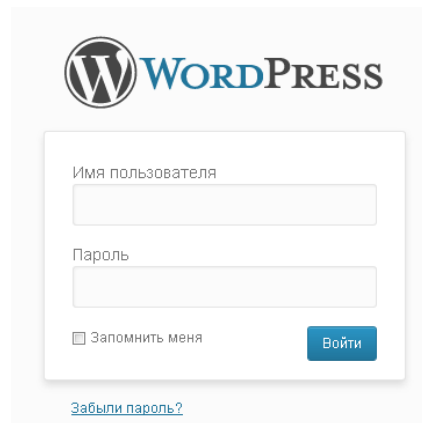 WORDPRESS
Имя пользователя
Пароль
Запомнить меня
Войти
Забыли пароль?